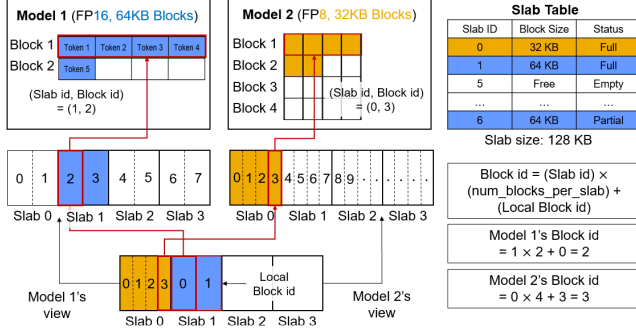 Model 1 (FP16, 64KB Blocks)
Block 1
Token 1 Token 2 Token 3 Token 4
Block 2
Token 5
(Slab id, Block id)
= (1, 2)
Model 2 (FP8, 32KB Blocks)
Block 1
Block 2
Block 3
Block 4
(Slab id, Block id)
= (0, 3)
Slab Table
Slab ID Block Size Status
0 32 KB Full
1 64 KB Full
5 Free Empty
... ... ...
6 64 KB Partial
Slab size: 128 KB
0 1 2 3 4 5 6 7
Slab 0 Slab 1 Slab 2 Slab 3
0 1 2 3 4 5 6 7 8 9 . . . . . .
Slab 0 Slab 1 Slab 2 Slab 3
Block id = (Slab id) ×
(num_blocks_per_slab) +
(Local Block id)
Model 1's Block id
= 1 × 2 + 0 = 2
Model 2's Block id
= 0 × 4 + 3 = 3
Model 1's
view
0 1 2 3 0 1
Local
Block id
Slab 0 Slab 1 Slab 2 Slab 3
Model 2's
view